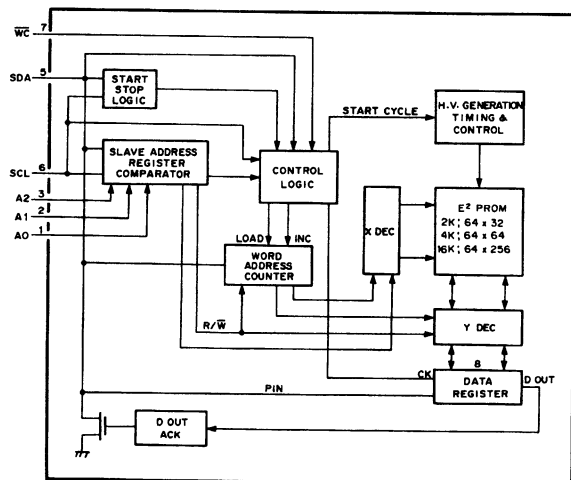 WC 7
SDA 5
START
STOP
LOGIC
START CYCLE
H.V. GENERATION
TIMING &
CONTROL
SCL 6
SLAVE ADDRESS
REGISTER
COMPARATOR
CONTROL
LOGIC
A2 3
A1 2
A0 1
X DEC
E² PROM
2K; 64 x 32
4K; 64 x 64
16K; 64 x 256
LOAD INC
WORD
ADDRESS
COUNTER
R/W
Y DEC
8
CK
DATA
REGISTER
D OUT
PIN
D OUT
ACK